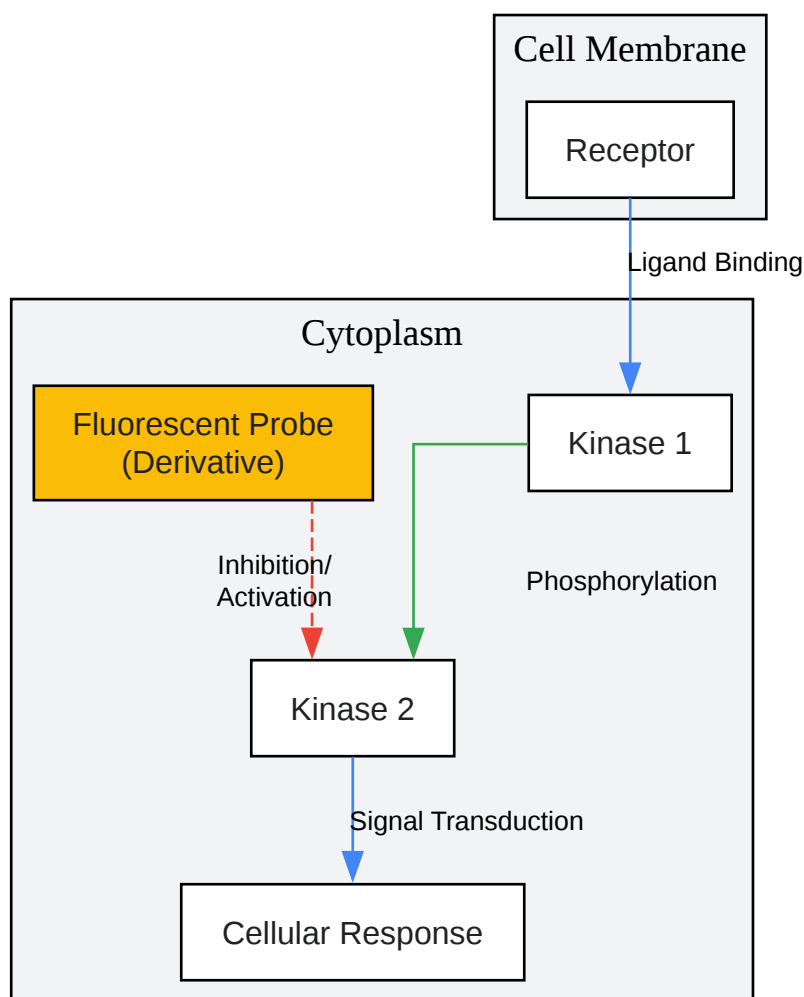 Cell Membrane
Receptor
Ligand Binding
Cytoplasm
Fluorescent Probe
(Derivative)
Kinase 1
Inhibition/
Activation
Phosphorylation
Kinase 2
Signal Transduction
Cellular Response